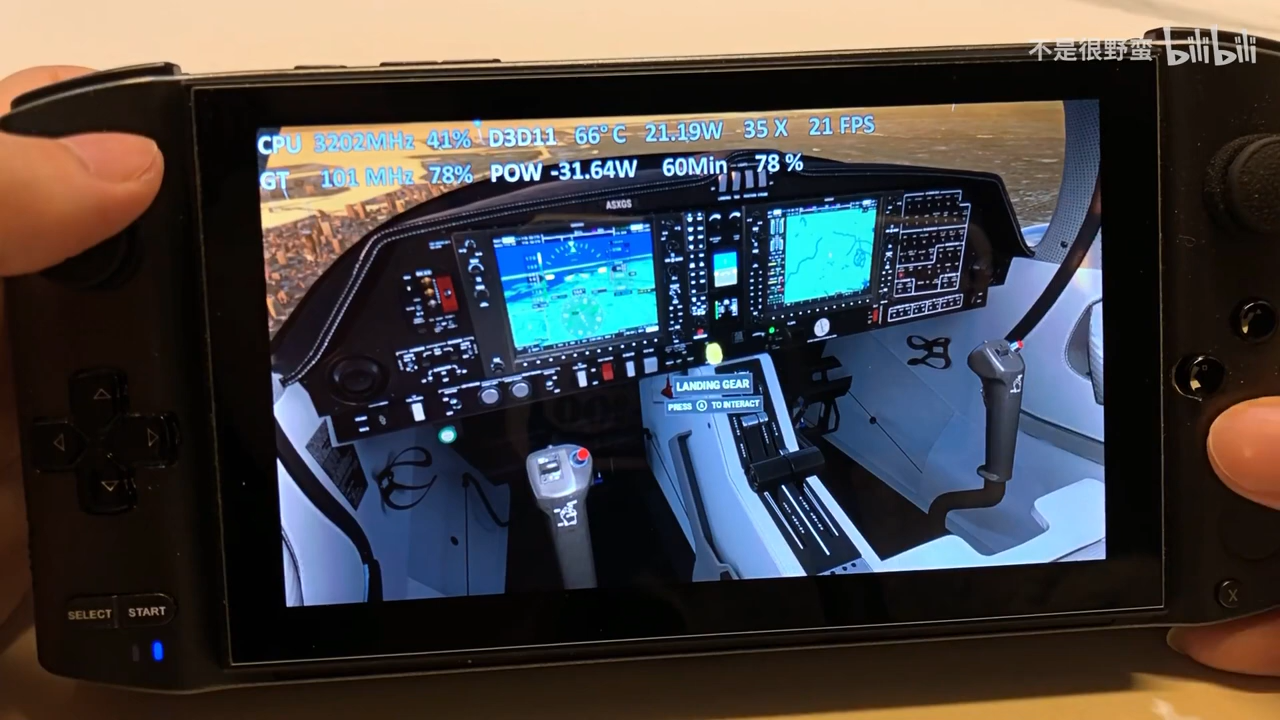 不是很野蛮 bilibili
CPU 3202MHz 41% D3D11 66°C 21.19W 35 X 21 FPS
GT 101 MHz 78% POW -31.64W 60Min 78 %
ASXGS
LANDING GEAR
PRESS A TO INTERACT
SELECT START
X